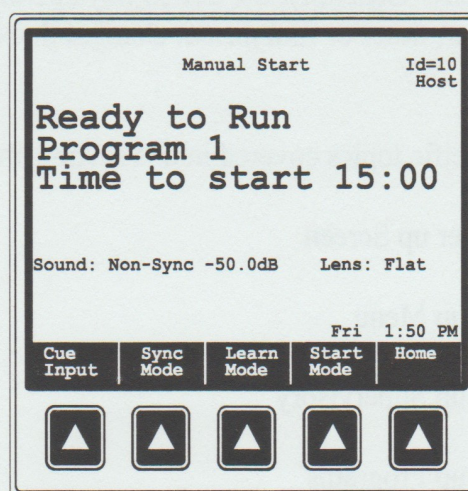 Manual Start Id=10
Host
Ready to Run
Program 1
Time to start 15:00
Sound: Non-Sync -50.0dB Lens: Flat
Fri 1:50 PM
Cue Input
Sync Mode
Learn Mode
Start Mode
Home